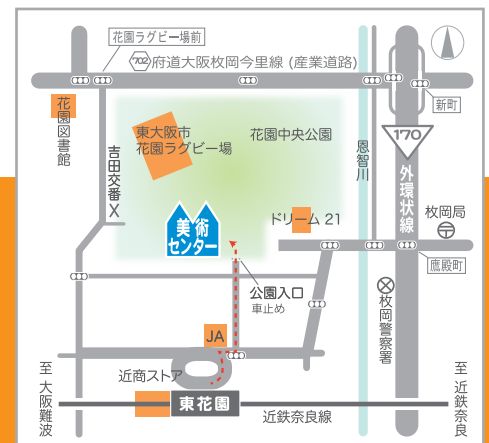 花園ラグビー場前
702 府道大阪枚岡今里線 (産業道路)
新町
花園図書館
東大阪市
花園ラグビー場
花園中央公園
恩智川
170
外環状線
吉田交番
X
美術
センター
ドリーム 21
枚岡局
鷹殿町
公園入口
車止め
枚岡警察署
JA
近商ストア
至 大阪難波
東花園
近鉄奈良線
至 近鉄奈良